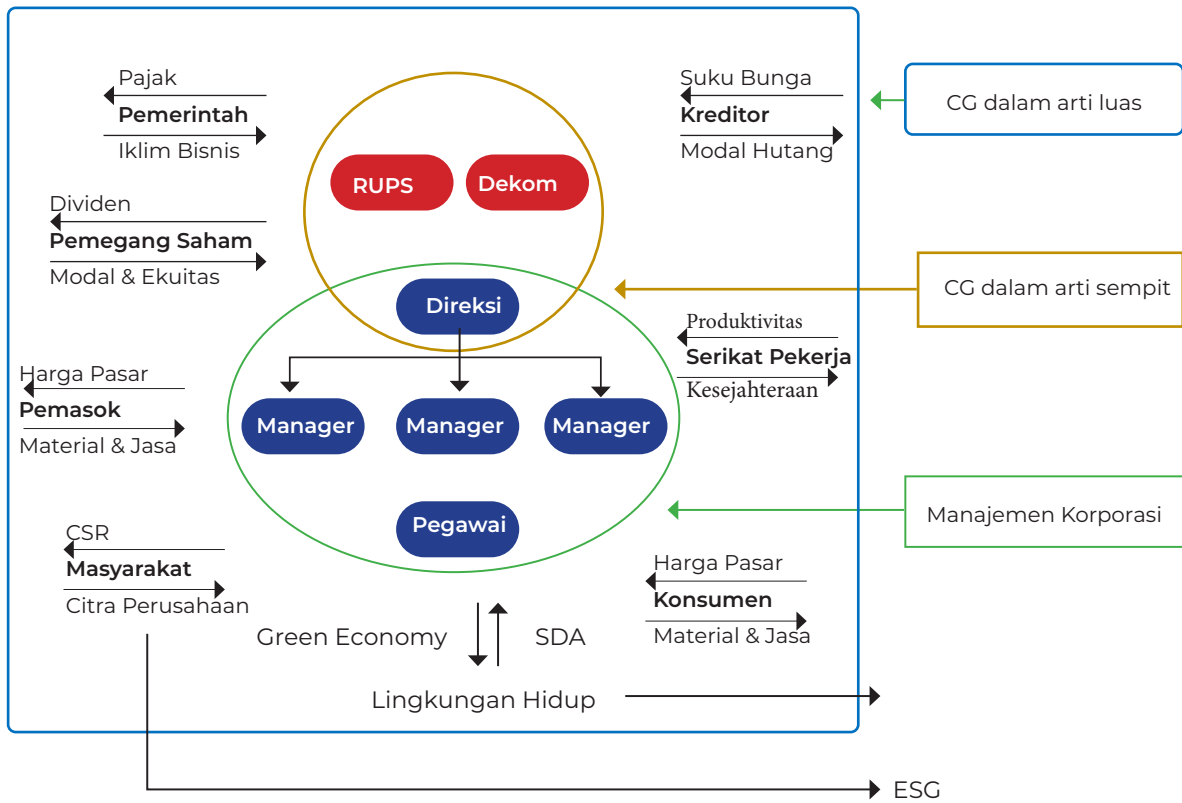 Pajak
Pemerintah
Iklim Bisnis
Suku Bunga
Kreditor
Modal Hutang
CG dalam arti luas
RUPS
Dekom
Dividen
Pemegang Saham
Modal & Ekuitas
Direksi
CG dalam arti sempit
Produktivitas
Serikat Pekerja
Kesejahteraan
Harga Pasar
Pemasok
Material & Jasa
Manager
Manager
Manager
Manajemen Korporasi
Pegawai
CSR
Masyarakat
Citra Perusahaan
Harga Pasar
Konsumen
Material & Jasa
Green Economy
SDA
Lingkungan Hidup
ESG